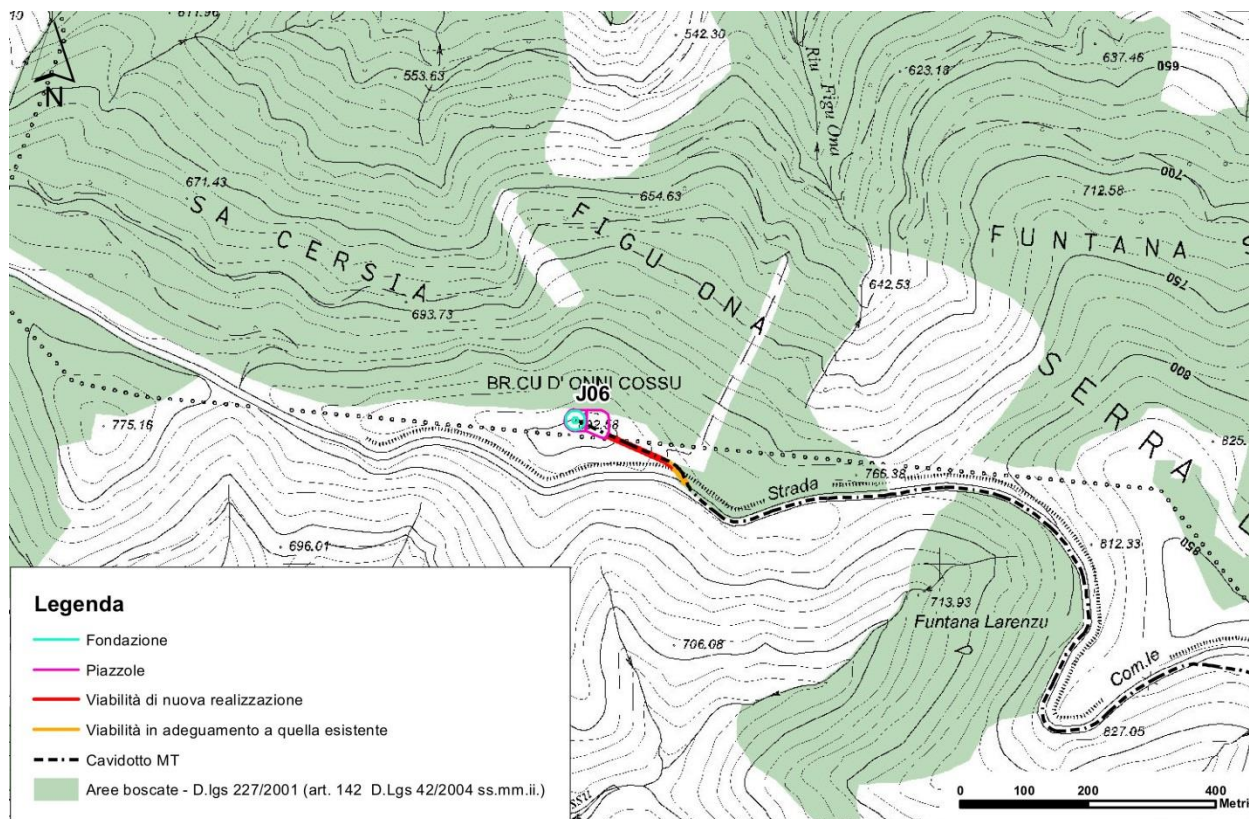 611.96
542.30
637.46
650
553.63
623.18
Riu Figu Ona
N
671.43
654.63
712.58
700
SA CERSIA
FIGU ONA
FUNTANA
642.53
750
693.73
SERRA
800
BR.CU D' ONNI COSSU
J06
775.16
825.
766.38
Strada
696.01
812.33
850
713.93
Funtana Larenzu
706.08
Com.le
827.05
Legenda
Fondazione
Piazzole
Viabilità di nuova realizzazione
Viabilità in adeguamento a quella esistente
Cavidotto MT
Aree boscate - D.lgs 227/2001 (art. 142 D.Lgs 42/2004 ss.mm.ii.)
0 100 200 400
Metri